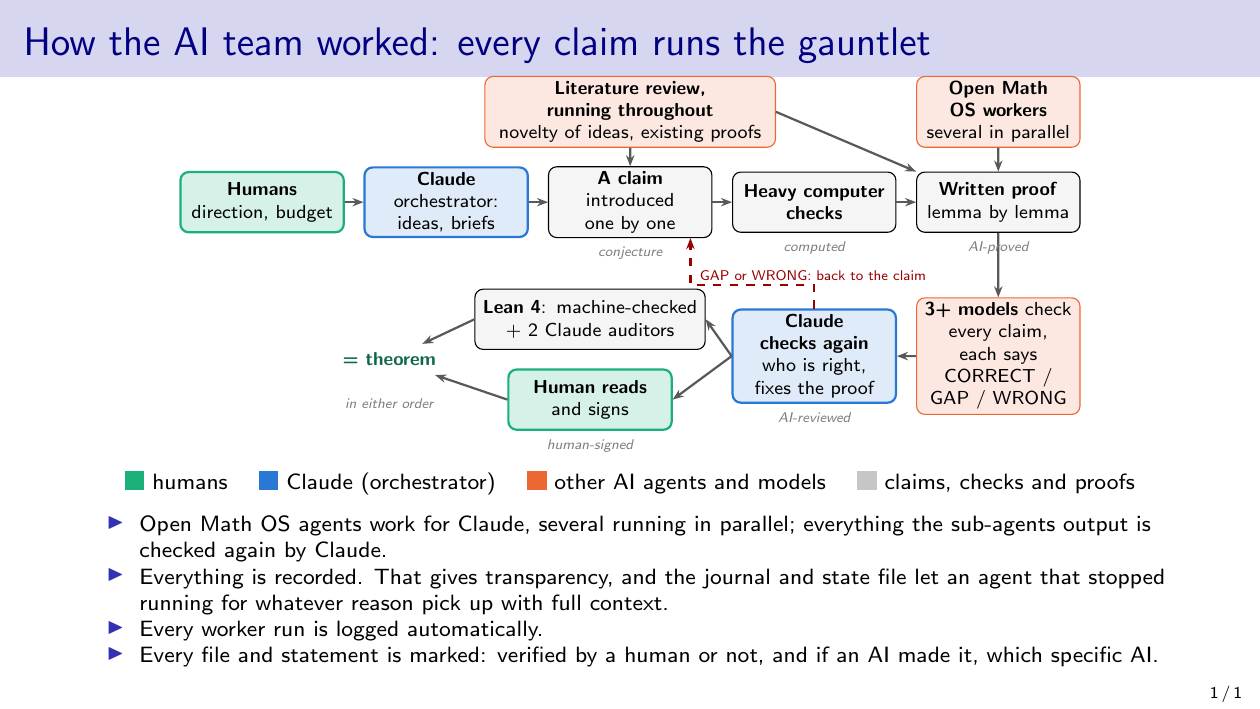 How the AI team worked: every claim runs the gauntlet
Literature review,
running throughout
novelty of ideas, existing proofs
Open Math
OS workers
several in parallel
Humans
direction, budget
Claude
orchestrator:
ideas, briefs
A claim
introduced
one by one
Heavy computer
checks
Written proof
lemma by lemma
conjecture
computed
AI-proved
GAP or WRONG: back to the claim
Lean 4: machine-checked
+ 2 Claude auditors
Claude
checks again
who is right,
fixes the proof
3+ models check
every claim,
each says
CORRECT /
GAP / WRONG
= theorem
in either order
Human reads
and signs
AI-reviewed
human-signed
humans
Claude (orchestrator)
other AI agents and models
claims, checks and proofs
Open Math OS agents work for Claude, several running in parallel; everything the sub-agents output is
checked again by Claude.
Everything is recorded. That gives transparency, and the journal and state file let an agent that stopped
running for whatever reason pick up with full context.
Every worker run is logged automatically.
Every file and statement is marked: verified by a human or not, and if an AI made it, which specific AI.
1 / 1